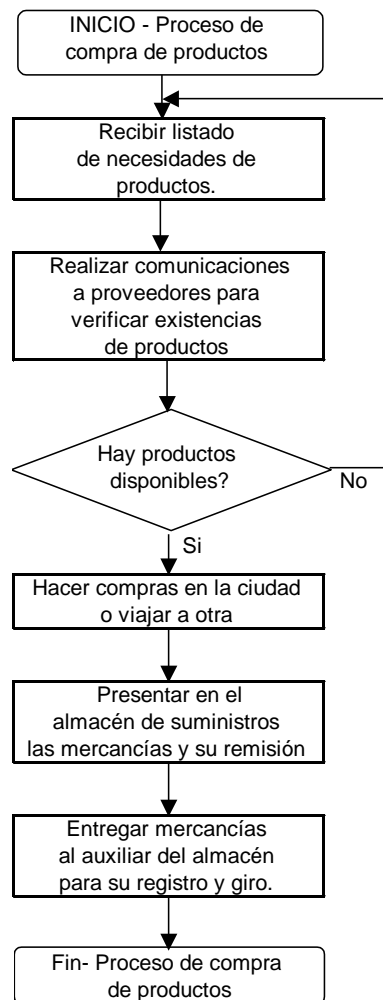 INICIO - Proceso de
compra de productos
Recibir listado
de necesidades de
productos.
Realizar comunicaciones
a proveedores para
verificar existencias
de productos
Hay productos
disponibles?
No
Si
Hacer compras en la ciudad
o viajar a otra
Presentar en el
almacén de suministros
las mercancías y su remisión
Entregar mercancías
al auxiliar del almacén
para su registro y giro.
Fin- Proceso de compra
de productos